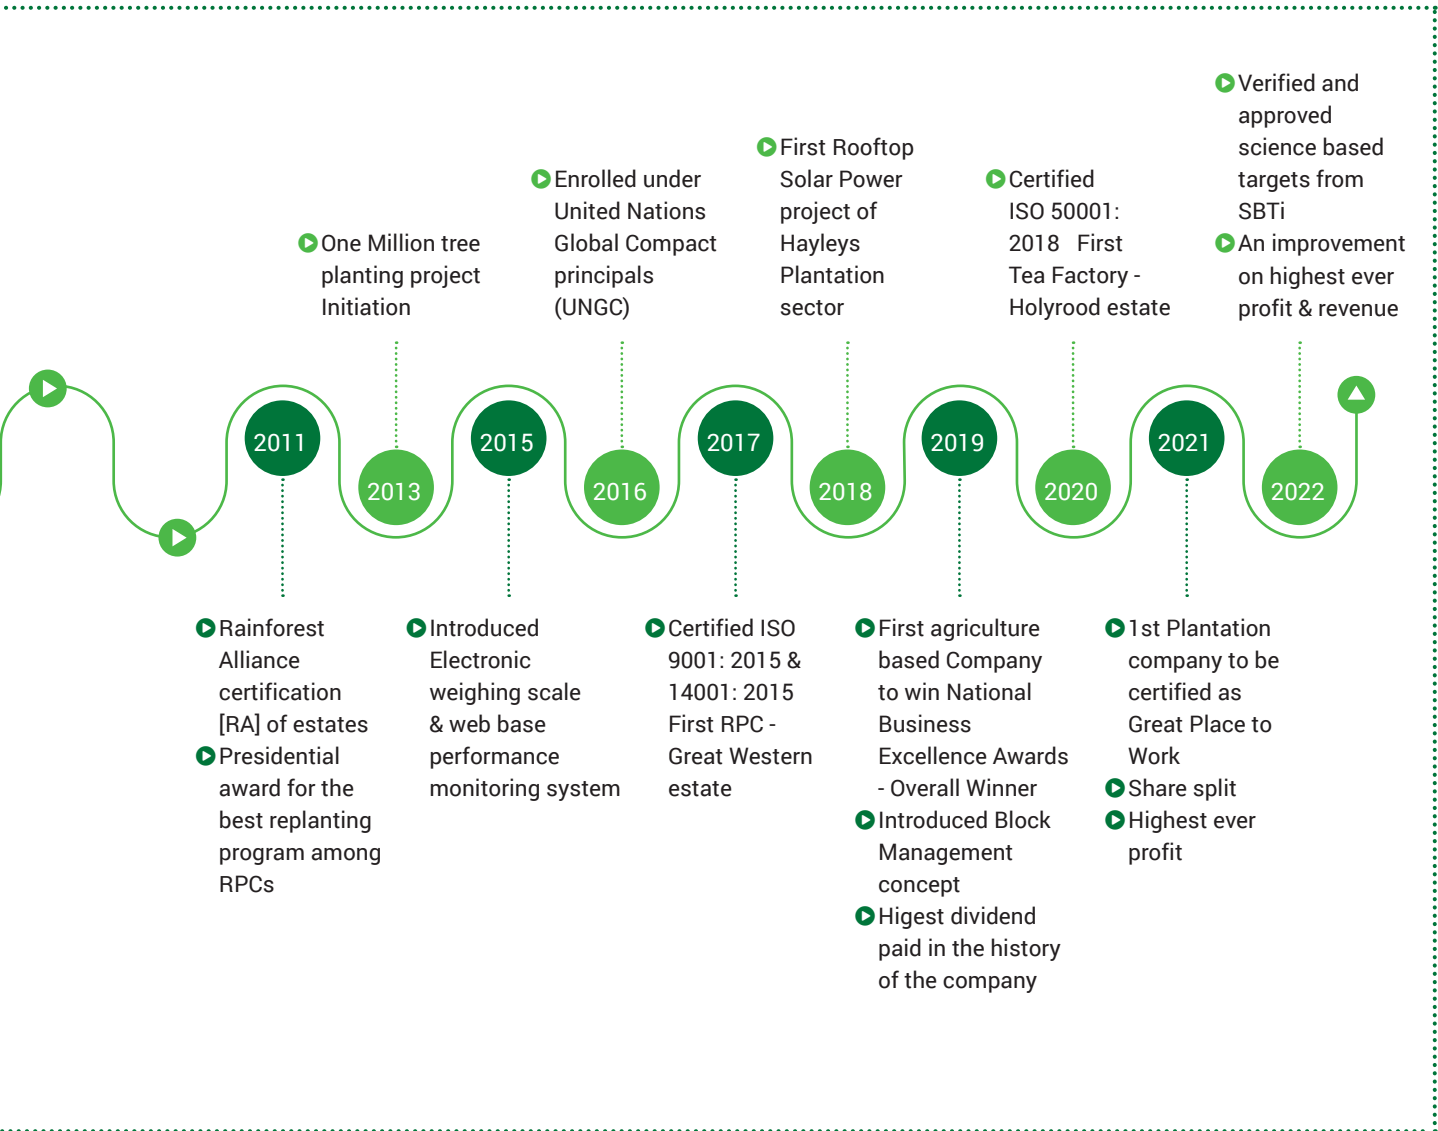 Verified and
approved
science based
targets from
SBTi
An improvement
on highest ever
profit & revenue
First Rooftop
Solar Power
project of
Hayleys
Plantation
sector
Certified
ISO 50001:
2018 First
Tea Factory -
Holyrood estate
Enrolled under
United Nations
Global Compact
principals
(UNGC)
One Million tree
planting project
Initiation
2011
2013
2015
2016
2017
2018
2019
2020
2021
2022
Rainforest
Alliance
certification
[RA] of estates
Presidential
award for the
best replanting
program among
RPCs
Introduced
Electronic
weighing scale
& web base
performance
monitoring system
Certified ISO
9001: 2015 &
14001: 2015
First RPC -
Great Western
estate
First agriculture
based Company
to win National
Business
Excellence Awards
- Overall Winner
Introduced Block
Management
concept
Higest dividend
paid in the history
of the company
1st Plantation
company to be
certified as
Great Place to
Work
Share split
Highest ever
profit